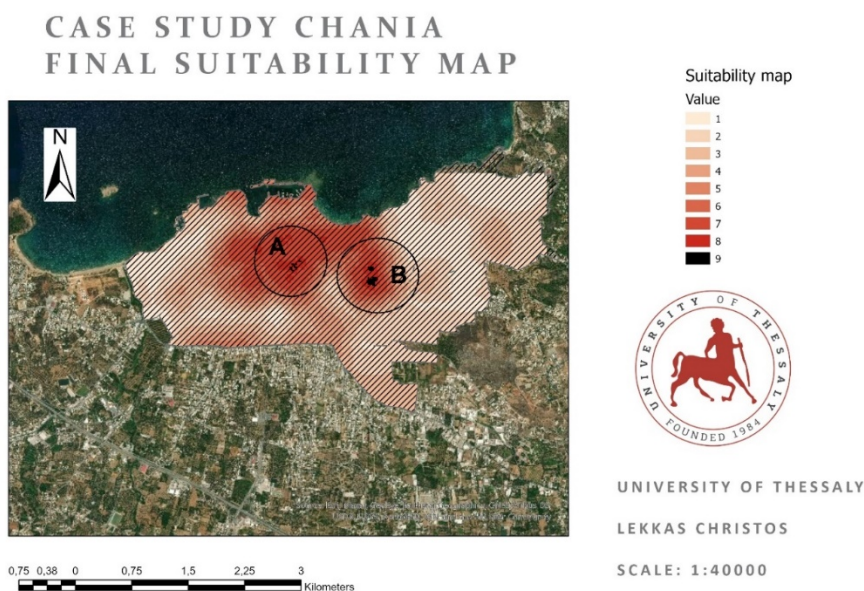 CASE STUDY CHANIA
FINAL SUITABILITY MAP
N
A
B
Suitability map
Value
1
2
3
4
5
6
7
8
9
UNIVERSITY OF THESSALY
FOUNDED 1984
UNIVERSITY OF THESSALY
LEKKAS CHRISTOS
SCALE: 1:40000
0,75 0,38 0 0,75 1,5 2,25 3
Kilometers